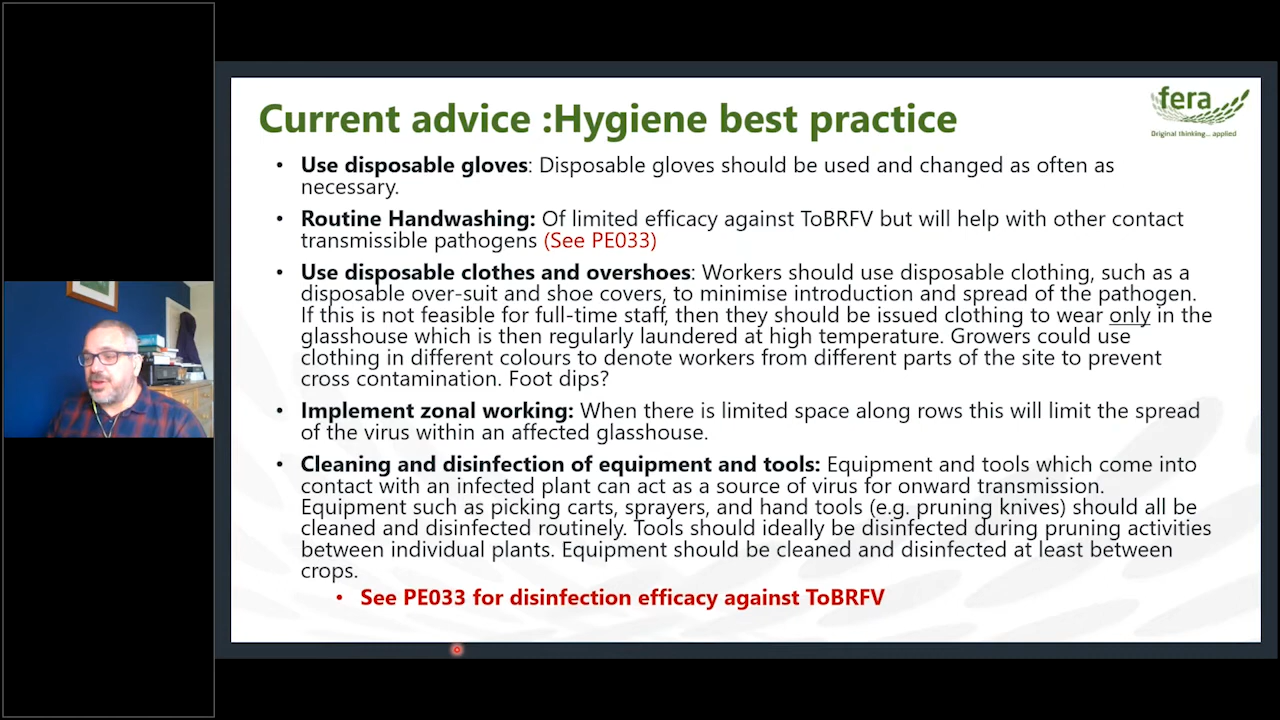 fera
Original thinking... applied
Current advice :Hygiene best practice
• Use disposable gloves: Disposable gloves should be used and changed as often as
necessary.
• Routine Handwashing: Of limited efficacy against ToBRFV but will help with other contact
transmissible pathogens (See PE033)
• Use disposable clothes and overshoes: Workers should use disposable clothing, such as a
disposable over-suit and shoe covers, to minimise introduction and spread of the pathogen.
If this is not feasible for full-time staff, then they should be issued clothing to wear only in the
glasshouse which is then regularly laundered at high temperature. Growers could use
clothing in different colours to denote workers from different parts of the site to prevent
cross contamination. Foot dips?
• Implement zonal working: When there is limited space along rows this will limit the spread
of the virus within an affected glasshouse.
• Cleaning and disinfection of equipment and tools: Equipment and tools which come into
contact with an infected plant can act as a source of virus for onward transmission.
Equipment such as picking carts, sprayers, and hand tools (e.g. pruning knives) should all be
cleaned and disinfected routinely. Tools should ideally be disinfected during pruning activities
between individual plants. Equipment should be cleaned and disinfected at least between
crops.
• See PE033 for disinfection efficacy against ToBRFV